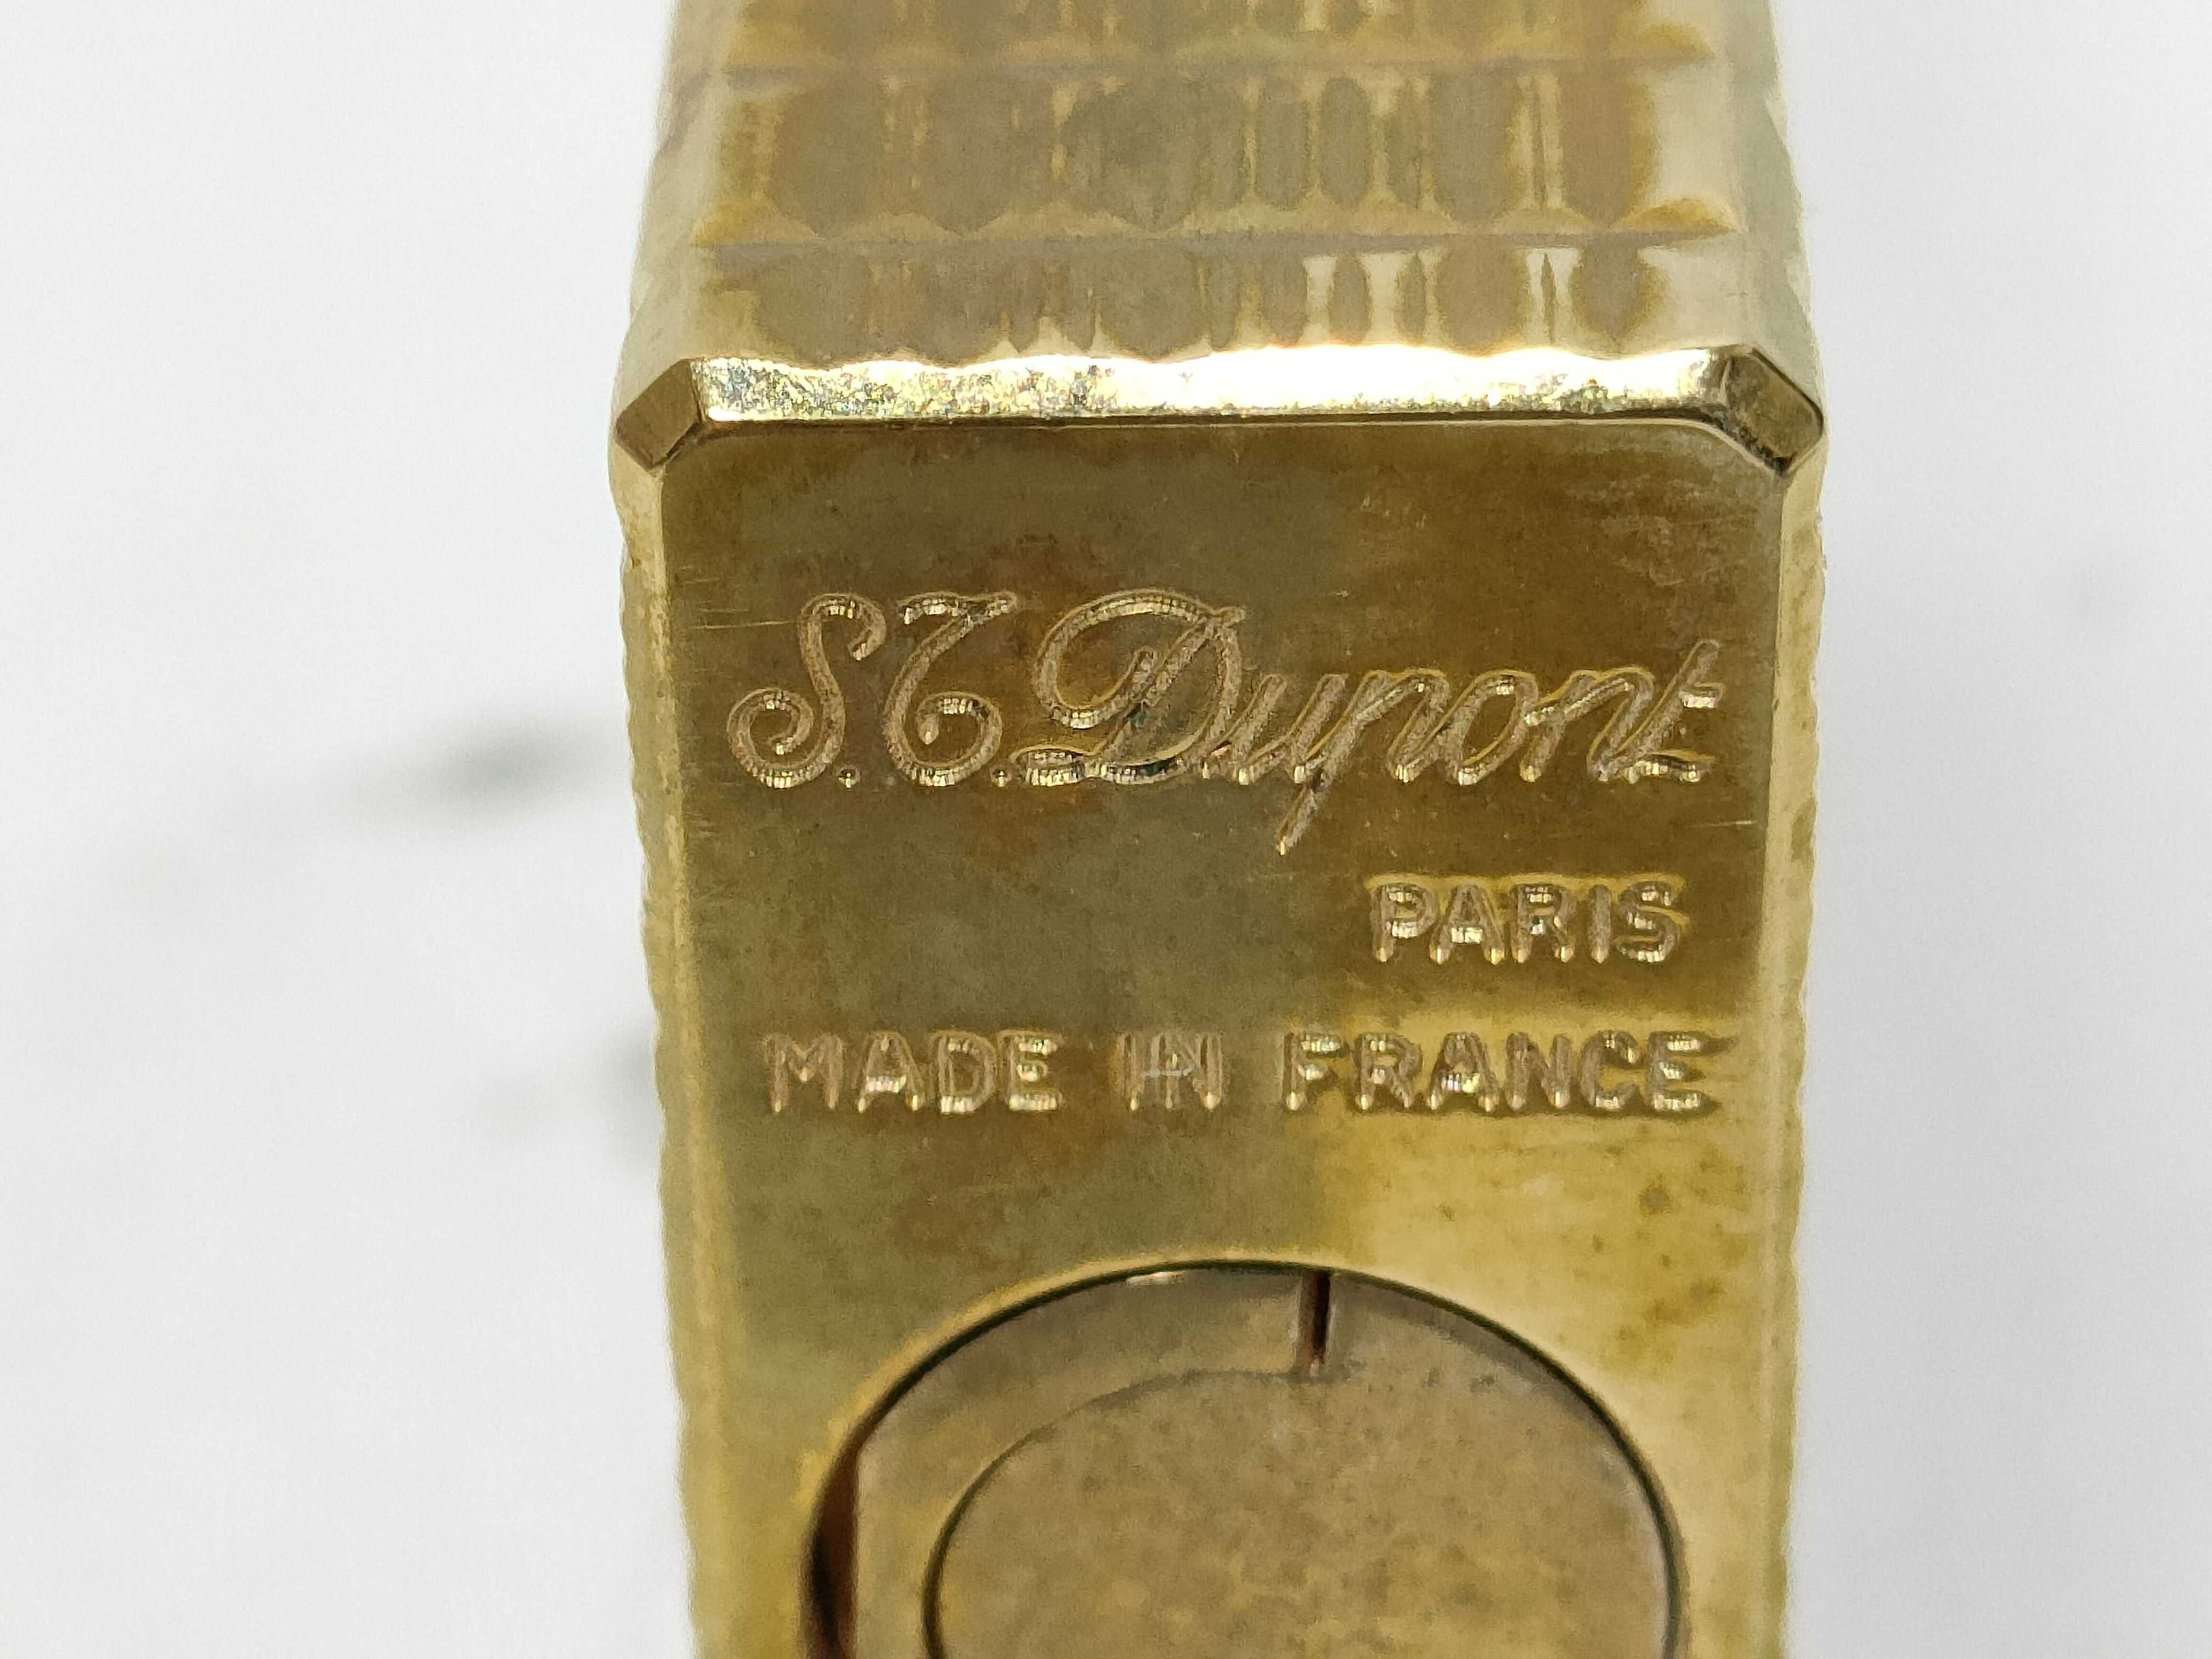 S.T. Dupont
PARIS
MADE IN FRANCE